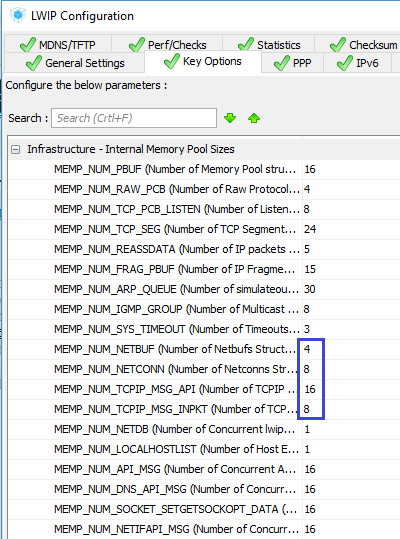 LWIP Configuration
MDNS/TFTP Perf/Checks Statistics Checksum
General Settings Key Options PPP IPv6
Configure the below parameters :
Search : Search (Crtl+F)
Infrastructure - Internal Memory Pool Sizes
MEMP_NUM_PBUF (Number of Memory Pool stru... 16
MEMP_NUM_RAW_PCB (Number of Raw Protocol... 4
MEMP_NUM_TCP_PCB_LISTEN (Number of Listen... 8
MEMP_NUM_TCP_SEG (Number of TCP Segment... 24
MEMP_NUM_REASSDATA (Number of IP packets ... 5
MEMP_NUM_FRAG_PBUF (Number of IP Fragme... 15
MEMP_NUM_ARP_QUEUE (Number of simulateou... 30
MEMP_NUM_IGMP_GROUP (Number of Multicast ... 8
MEMP_NUM_SYS_TIMEOUT (Number of Timeouts... 3
MEMP_NUM_NETBUF (Number of Netbufs Struct... 4
MEMP_NUM_NETCONN (Number of Netconns Str... 8
MEMP_NUM_TCPIP_MSG_API (Number of TCPIP ... 16
MEMP_NUM_TCPIP_MSG_INPKT (Number of TCP... 8
MEMP_NUM_NETDB (Number of Concurrent lwip... 1
MEMP_NUM_LOCALHOSTLIST (Number of Host E... 1
MEMP_NUM_API_MSG (Number of Concurrent A... 16
MEMP_NUM_DNS_API_MSG (Number of Concurr... 16
MEMP_NUM_SOCKET_SETGETSOCKOPT_DATA (... 16
MEMP_NUM_NETIFAPI_MSG (Number of Concurr... 16